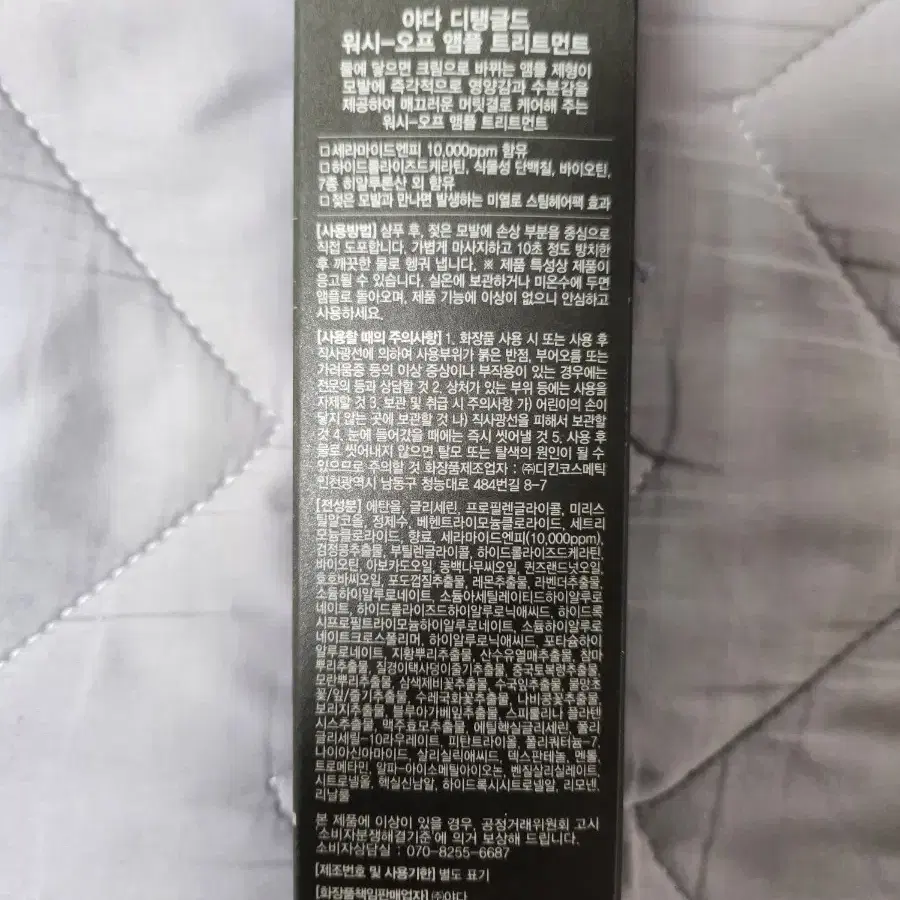 야다 디탱글드
워시-오프 앰플 트리트먼트
물에 닿으면 크림으로 바뀌는 앰플 제형이
모발에 즉각적으로 영양감과 수분감을
제공하여 매끄러운 머릿결로 케어해 주는
워시-오프 앰플 트리트먼트
□세라마이드엔피 10,000ppm 함유
□하이드롤라이즈드케라틴, 식물성 단백질, 바이오틴,
7종 히알루론산 외 함유
□젖은 모발과 만나면 발생하는 미열로 스팀헤어팩 효과
[사용방법] 샴푸 후, 젖은 모발에 손상 부분을 중심으로
직접 도포합니다. 가볍게 마사지하고 10초 정도 방치한
후 깨끗한 물로 헹궈 냅니다. ※ 제품 특성상 제품이
응고될 수 있습니다. 실온에 보관하거나 미온수에 두면
앰플로 돌아오며, 제품 기능에 이상이 없으니 안심하고
사용하세요.
[사용할 때의 주의사항] 1. 화장품 사용 시 또는 사용 후
직사광선에 의하여 사용부위가 붉은 반점, 부어오름 또는
가려움증 등의 이상 증상이나 부작용이 있는 경우에는
전문의 등과 상담할 것 2. 상처가 있는 부위 등에는 사용을
자제할 것 3. 보관 및 취급 시 주의사항 가) 어린이의 손이
닿지 않는 곳에 보관할 것 나) 직사광선을 피해서 보관할
것 4. 눈에 들어갔을 때에는 즉시 씻어낼 것 5. 사용 후
물로 씻어내지 않으면 탈모 또는 탈색의 원인이 될 수
있으므로 주의할 것 화장품제조업자 : ㈜디킨코스메틱
인천광역시 남동구 청능대로 484번길 8-7
[전성분] 에탄올, 글리세린, 프로필렌글라이콜, 미리스
틸알코올, 정제수, 베헨트라이모늄클로라이드, 세트리
모늄클로라이드, 향료, 세라마이드엔피(10,000ppm),
검정콩추출물, 부틸렌글라이콜, 하이드롤라이즈드케라틴,
바이오틴, 아보카도오일, 동백나무씨오일, 퀸즈랜드넛오일,
호호바씨오일, 포도껍질추출물, 레몬추출물, 라벤더추출물,
소듐하이알루로네이트, 소듐아세틸레이티드하이알루로
네이트, 하이드롤라이즈드하이알루로닉애씨드, 하이드록
시프로필트라이모늄하이알루로네이트, 소듐하이알루로
네이트크로스폴리머, 하이알루로닉애씨드, 포타슘하이
알루로네이트, 지황뿌리추출물, 산수유열매추출물, 참마
뿌리추출물, 질경이택사덩이줄기추출물, 중국토복령추출물,
모란뿌리추출물, 삼색제비꽃추출물, 수국잎추출물, 물망초
꽃/잎/줄기추출물, 수레국화꽃추출물, 나비콩꽃추출물,
보리지추출물, 블루아가베잎추출물, 스피룰리나 플라텐
시스추출물, 맥주효모추출물, 에틸헥실글리세린, 폴리
글리세릴-10라우레이트, 피탄트라이올, 폴리쿼터늄-7,
나이아신아마이드, 살리실릭애씨드, 덱스판테놀, 멘톨,
트로메타민, 알파-아이소메틸아이오논, 벤질살리실레이트,
시트로넬올, 헥실신남알, 하이드록시시트로넬알, 리모넨,
리날룰
본 제품에 이상이 있을 경우, 공정거래위원회 고시
소비자분쟁해결기준에 의거 보상해 드립니다.
소비자상담실 : 070-8255-6687
[제조번호 및 사용기한] 별도 표기
[화장품책임판매업자] ㈜야다